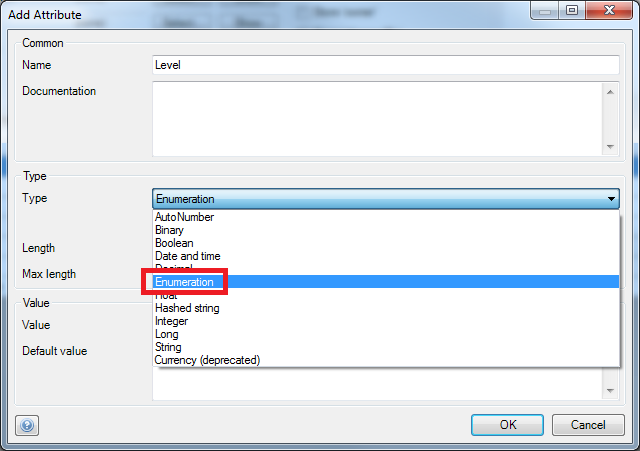 Add Attribute
Common
Name Level
Documentation
Type
Type Enumeration
AutoNumber
Binary
Boolean
Length Date and time
Decimal
Max length Enumeration
Float
Value Hashed string
Value Integer
Long
Default value String
Currency (deprecated)
OK Cancel